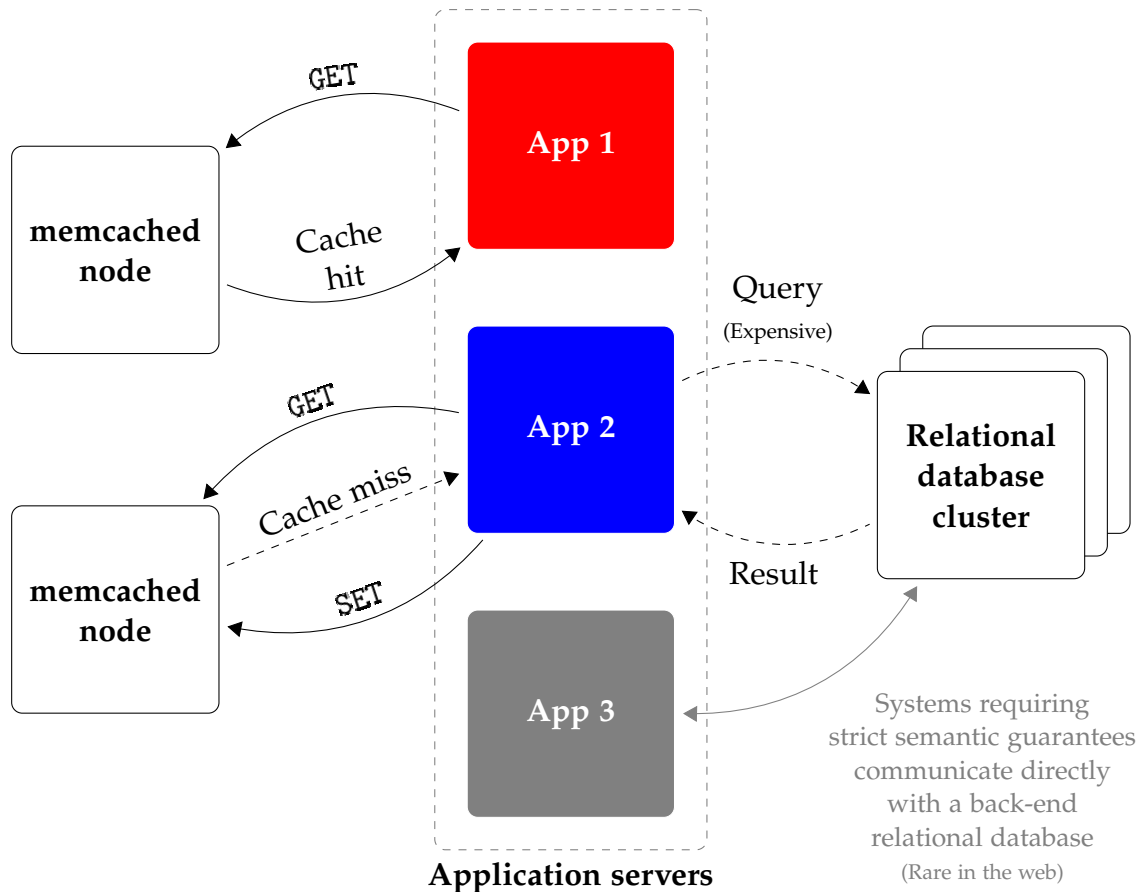 GET
App 1
memcached
node
Cache
hit
Query
(Expensive)
GET
App 2
Cache miss
Relational
database
cluster
memcached
node
SET
Result
App 3
Systems requiring
strict semantic guarantees
communicate directly
with a back-end
relational database
(Rare in the web)
Application servers